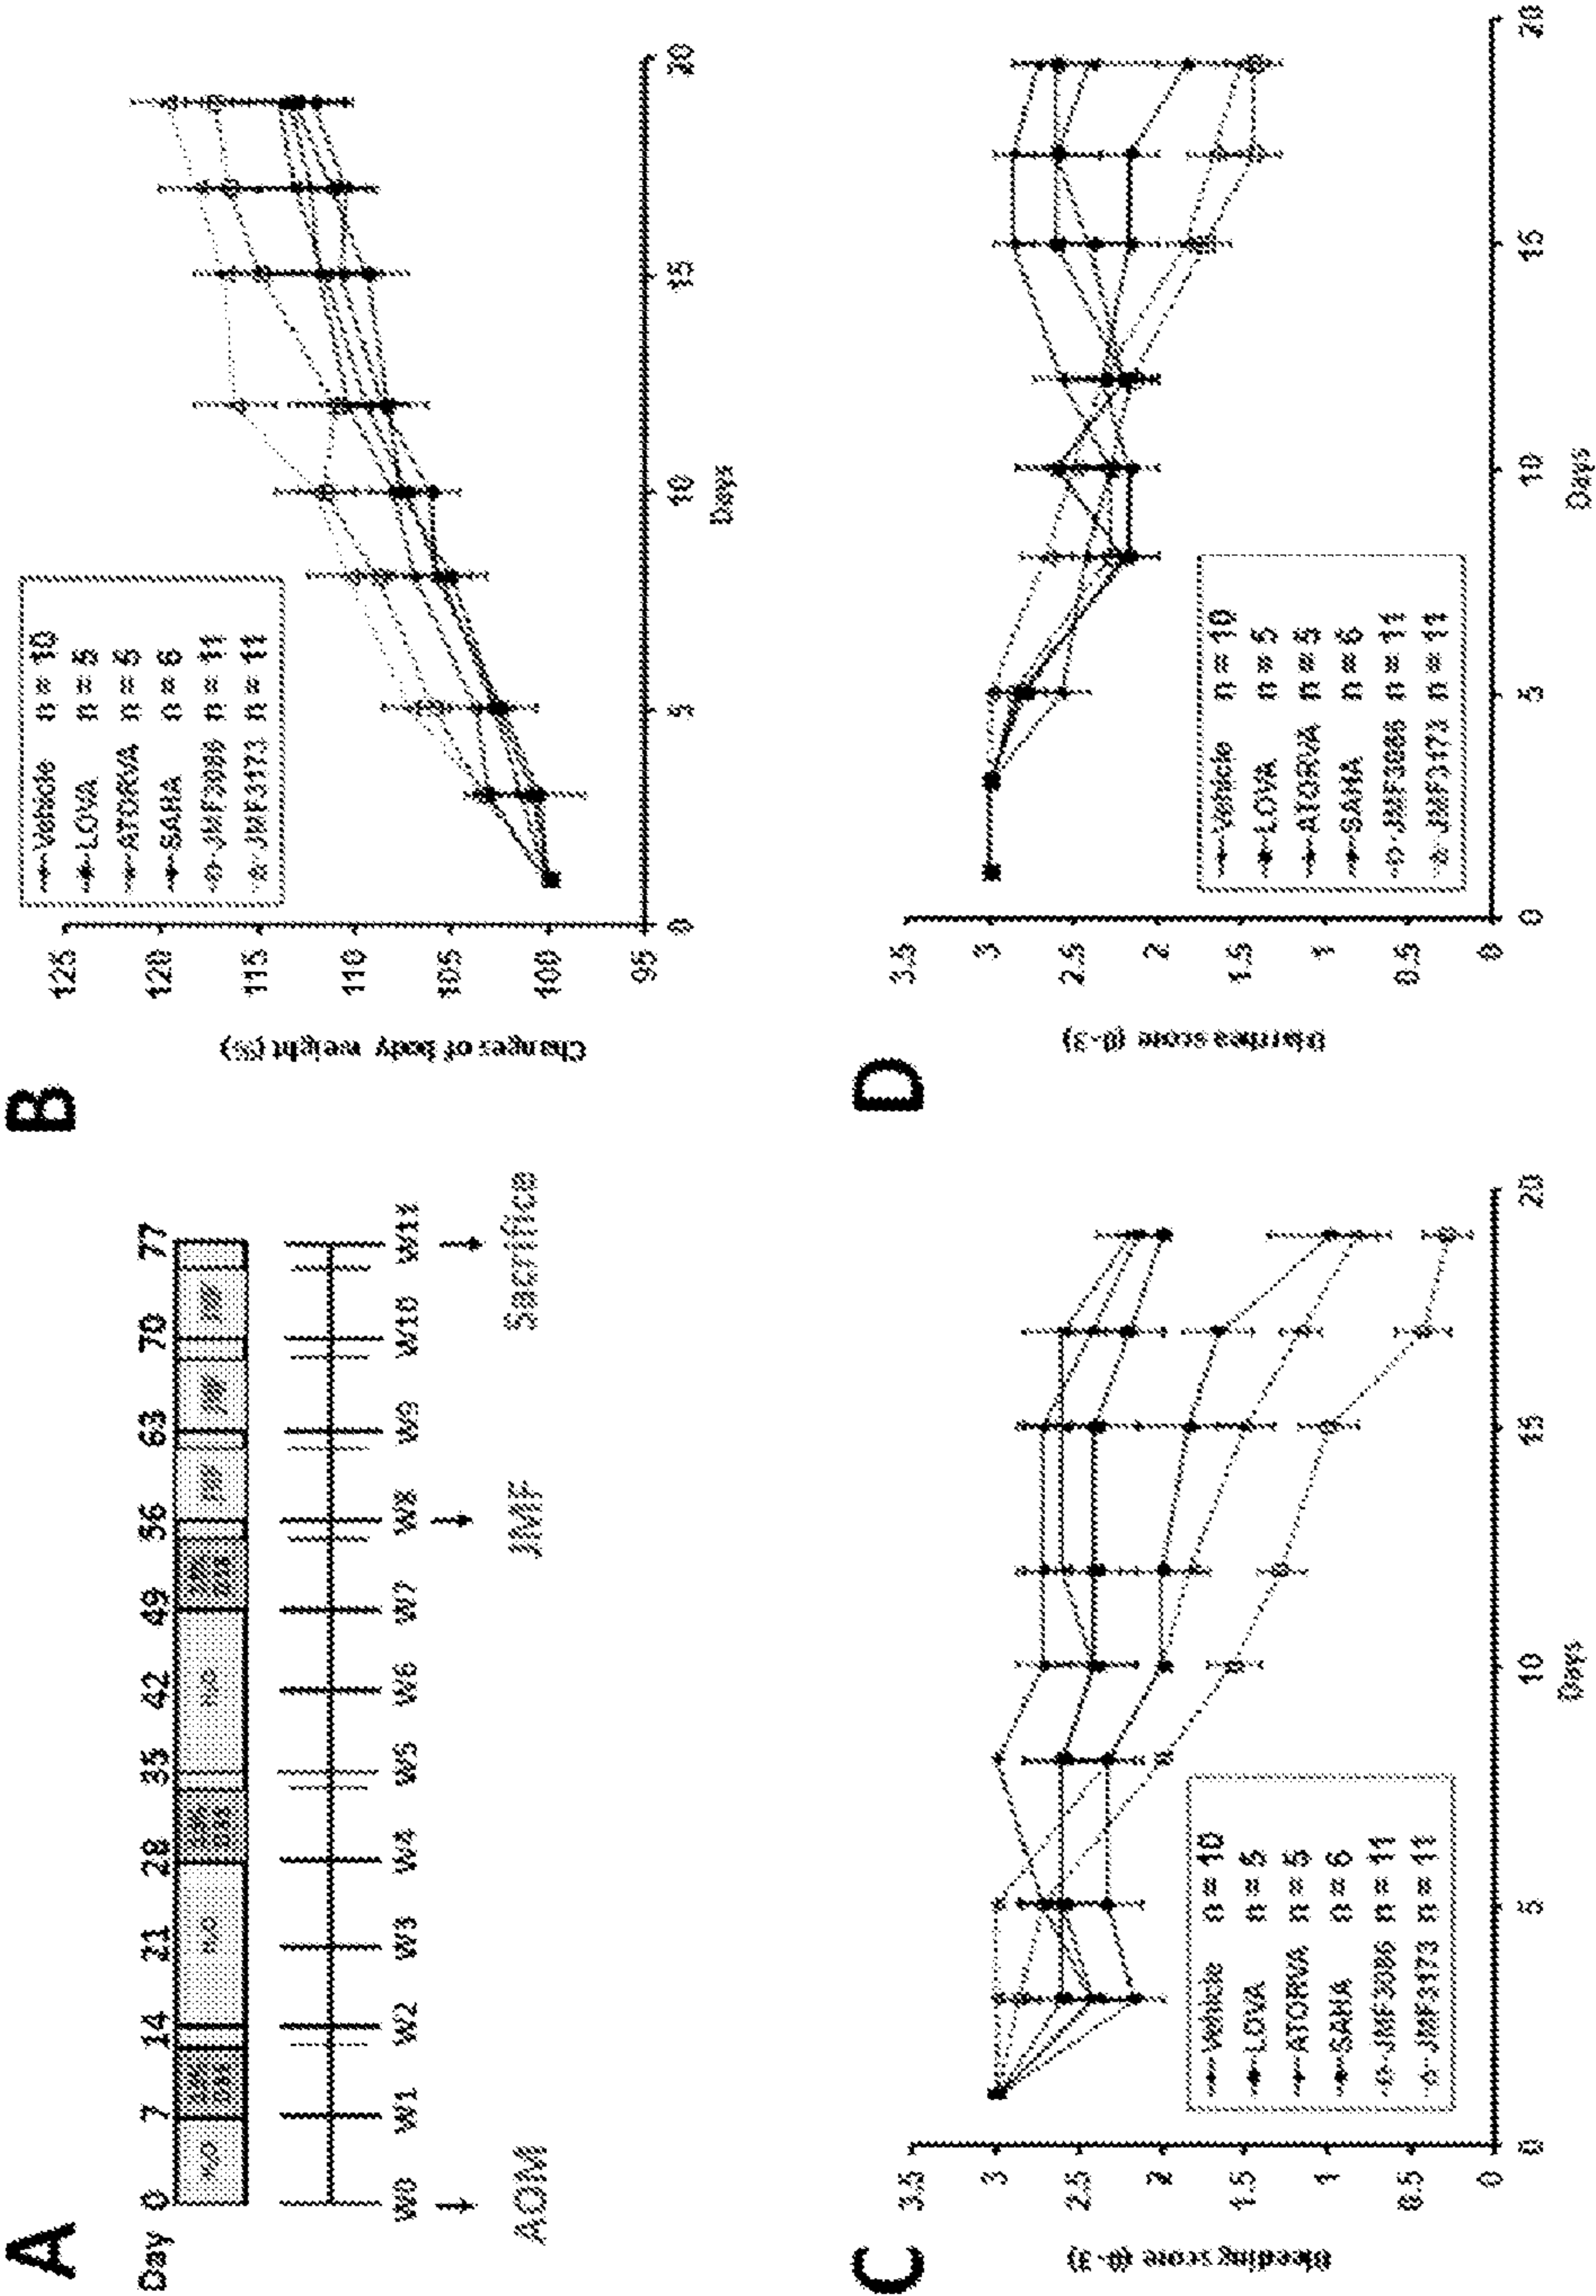 A
Day 0 7 14 21 28 35 42 49 56 63 70 77
H₂O
H₂O
H₂O
W0 W1 W2 W3 W4 W5 W6 W7 W8 W9 W10 W11
AOM JMF Sacrifice
B
Changes of body weight (%)
125
120
115
110
105
100
95
0 5 10 15 20
Days
Vehicle n = 10
LOVA n = 5
ATORVA n = 5
SAHA n = 6
JMF3086 n = 11
JMF3173 n = 11
C
Bleeding score (0-3)
3.5
3
2.5
2
1.5
1
0.5
0
0 5 10 15 20
Days
Vehicle n = 10
LOVA n = 5
ATORVA n = 5
SAHA n = 6
JMF3086 n = 11
JMF3173 n = 11
D
Diarrhea score (0-3)
3.5
3
2.5
2
1.5
1
0.5
0
0 5 10 15 20
Days
Vehicle n = 10
LOVA n = 5
ATORVA n = 5
SAHA n = 6
JMF3086 n = 11
JMF3173 n = 11